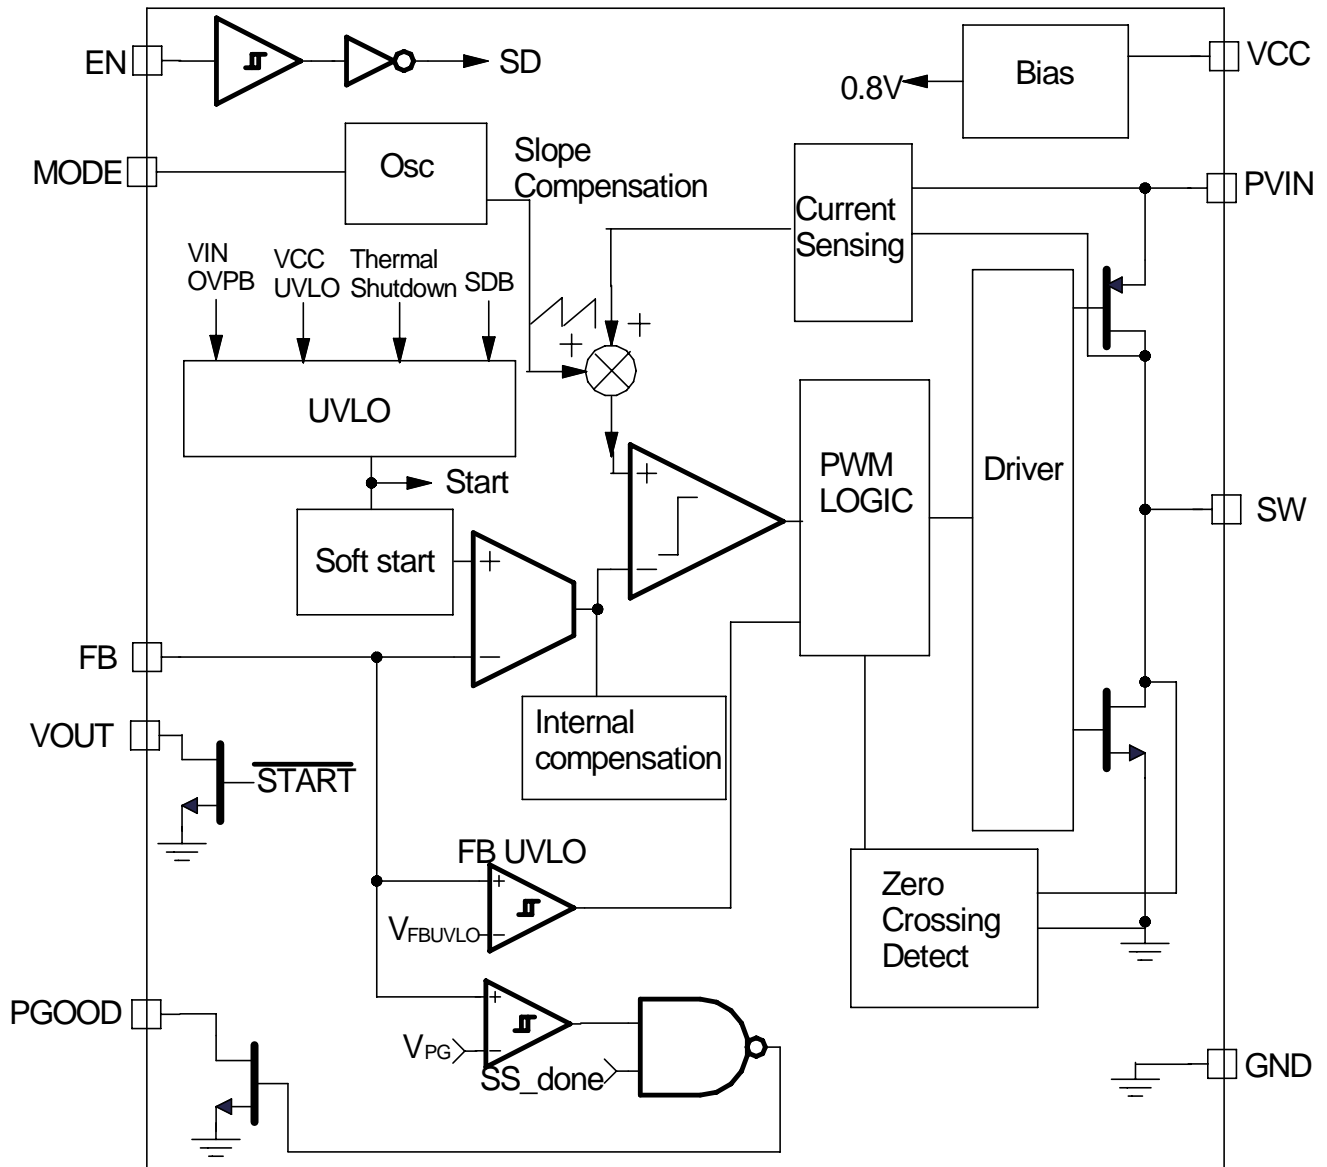 EN
SD
Bias
VCC
0.8V
MODE
Osc
Slope
Compensation
Current
Sensing
PVIN
VIN
OVPB
VCC
UVLO
Thermal
Shutdown
SDB
+
+
UVLO
Start
+
PWM
LOGIC
Driver
SW
Soft start
+
−
FB
−
VOUT
START
Internal
compensation
FB UVLO
+
VFBUVLO
−
Zero
Crossing
Detect
PGOOD
+
VPG
−
SS_done
GND